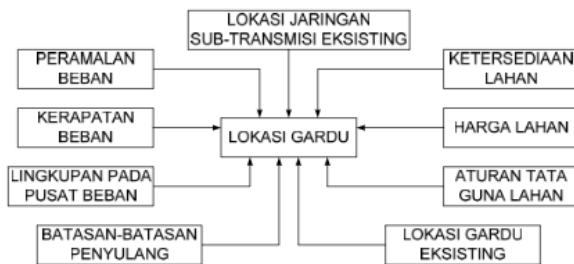 LOKASI JARINGAN
SUB-TRANSMISI EKSISTING
PERAMALAN
BEBAN
KETERSEDIAAN
LAHAN
KERAPATAN
BEBAN
LOKASI GARDU
HARGA LAHAN
LINGKUPAN PADA
PUSAT BEBAN
ATURAN TATA
GUNA LAHAN
BATASAN-BATASAN
PENYULANG
LOKASI GARDU
EKSISTING